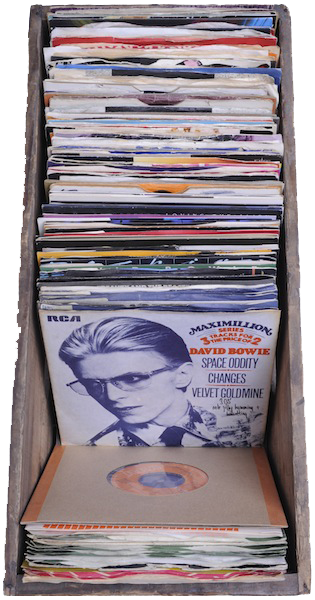 RCA
MAXIMILLION
SERIES
3 TRACKS FOR
THE PRICE OF 2
DAVID BOWIE
SPACE ODDITY
CHANGES
VELVET GOLDMINE